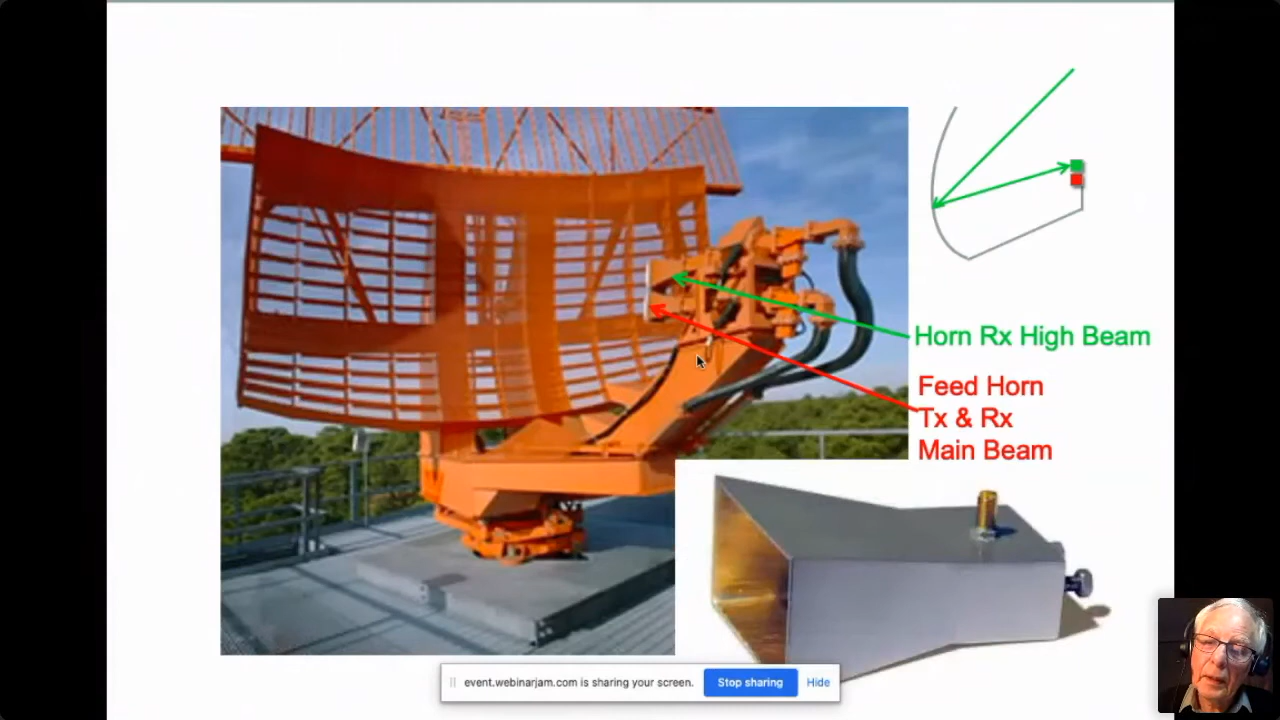 Horn Rx High Beam
Feed Horn
Tx & Rx
Main Beam
event.webinarjam.com is sharing your screen.
Stop sharing
Hide